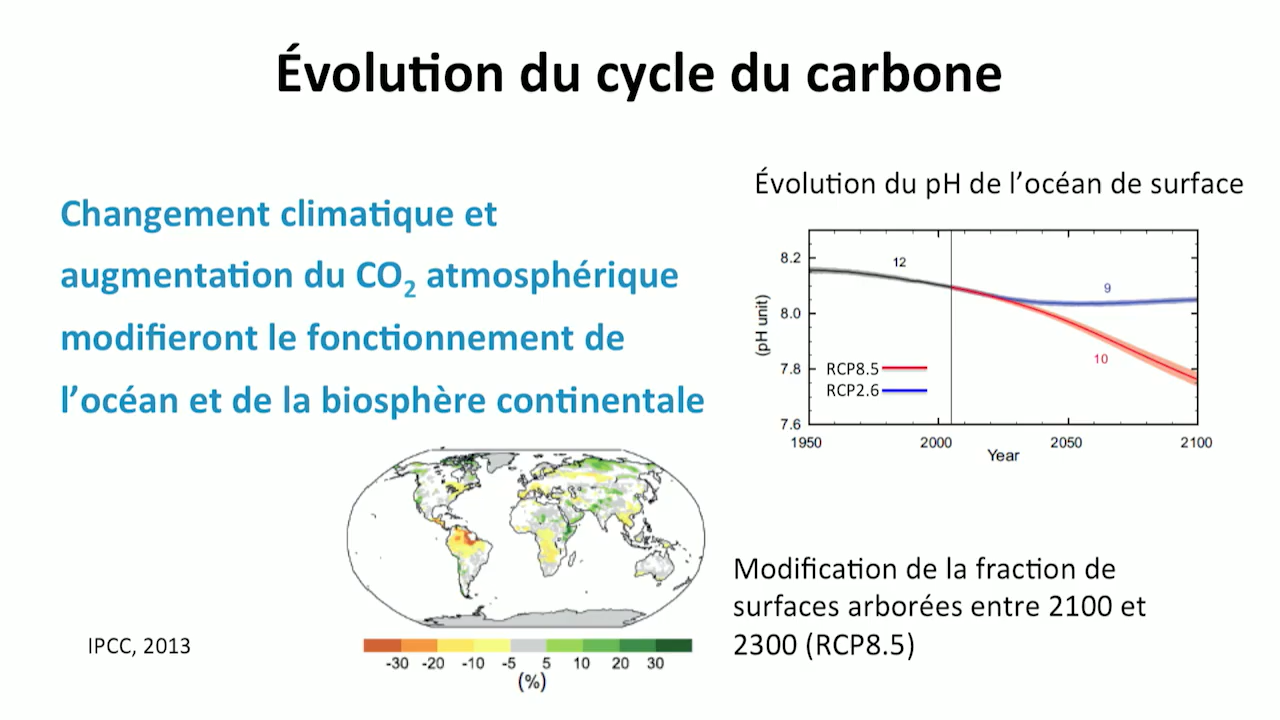 Évolution du cycle du carbone
Changement climatique et
augmentation du CO₂ atmosphérique
modifieront le fonctionnement de
l’océan et de la biosphère continentale
Évolution du pH de l’océan de surface
8.2
8.0
7.8
7.6
(pH unit)
12
9
10
RCP8.5
RCP2.6
1950 2000 2050 2100
Year
-30 -20 -10 -5 5 10 20 30
(%)
Modification de la fraction de
surfaces arborées entre 2100 et
2300 (RCP8.5)
IPCC, 2013